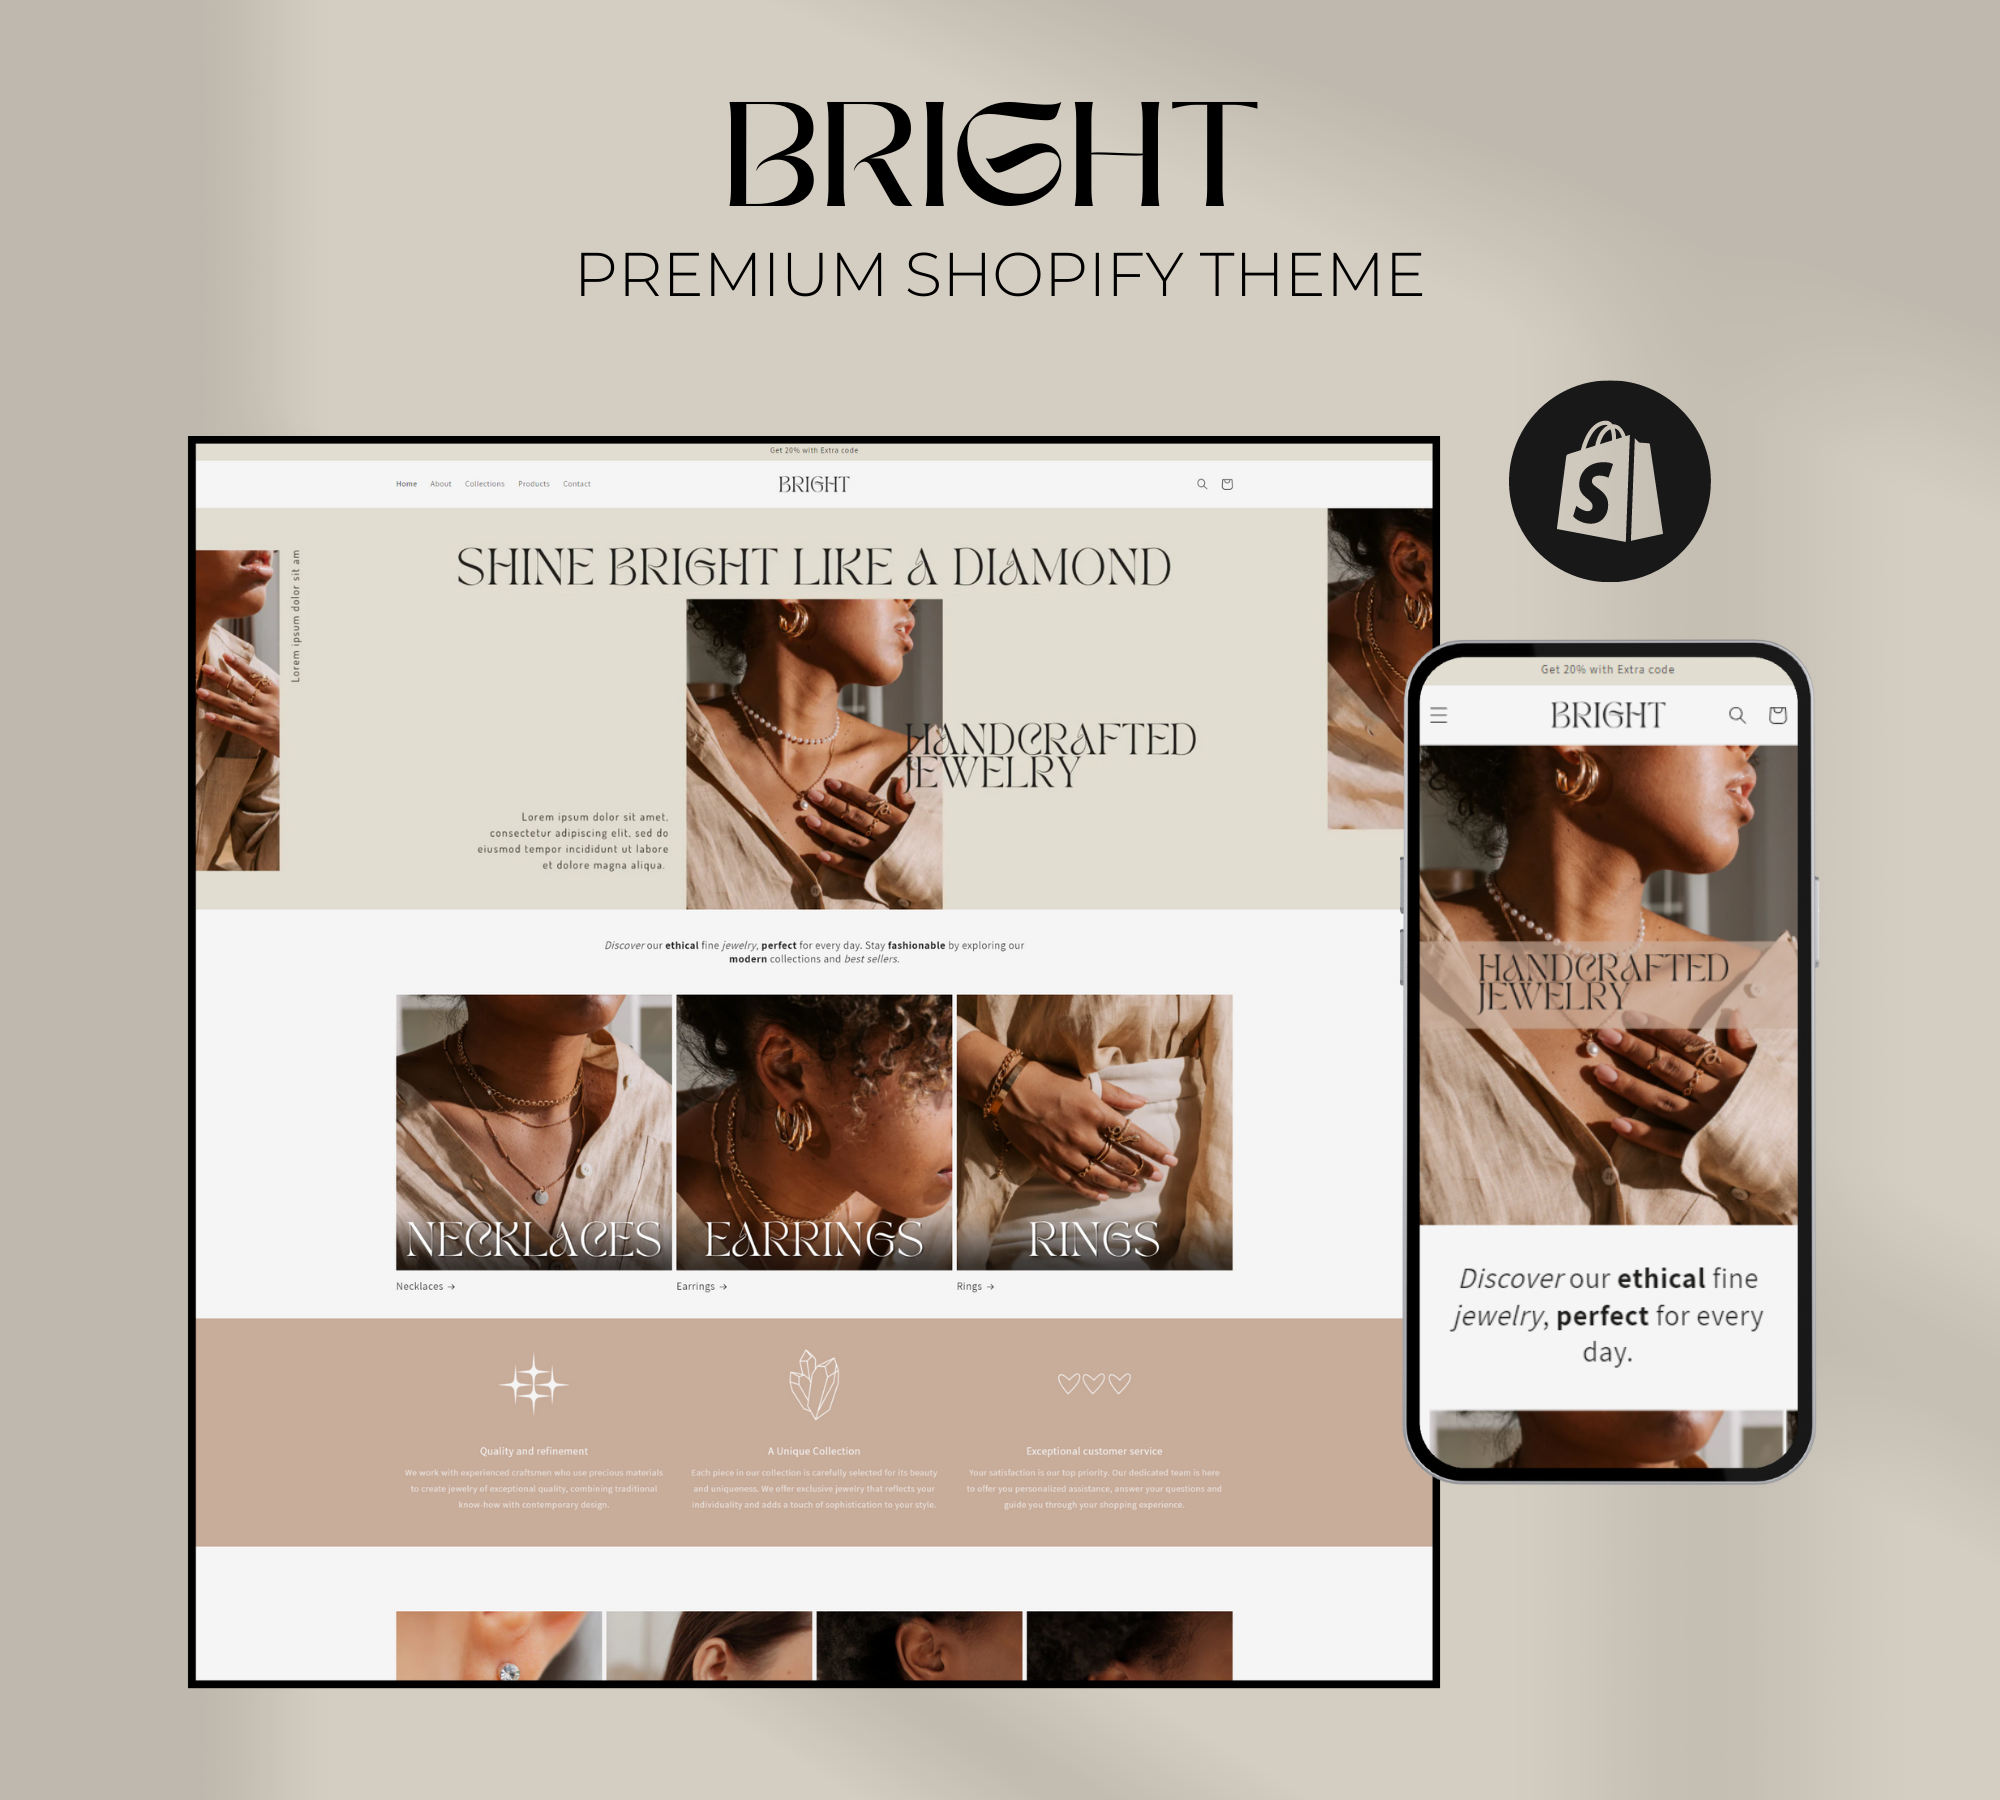 BRIGHT
PREMIUM SHOPIFY THEME
S
Get 20% with Extra code
Home About Collections Products Contact
BRIGHT
SHINE BRIGHT LIKE A DIAMOND
Lorem ipsum dolor sit am
HANDCRAFTED
JEWELRY
Lorem ipsum dolor sit amet,
consectetur adipiscing elit, sed do
eiusmod tempor incididunt ut labore
et dolore magna aliqua.
Discover our ethical fine jewelry, perfect for every day. Stay fashionable by exploring our
modern collections and best sellers.
NECKLACES
EARRINGS
RINGS
Necklaces →
Earrings →
Rings →
Quality and refinement
We work with experienced craftsmen who use precious materials
to create jewelry of exceptional quality, combining traditional
know-how with contemporary design.
A Unique Collection
Each piece in our collection is carefully selected for its beauty
and uniqueness. We offer exclusive jewelry that reflects your
individuality and adds a touch of sophistication to your style.
Exceptional customer service
Your satisfaction is our top priority. Our dedicated team is here
to offer you personalized assistance, answer your questions and
guide you through your shopping experience.
Get 20% with Extra code
BRIGHT
HANDCRAFTED
JEWELRY
Discover our ethical fine
jewelry, perfect for every
day.